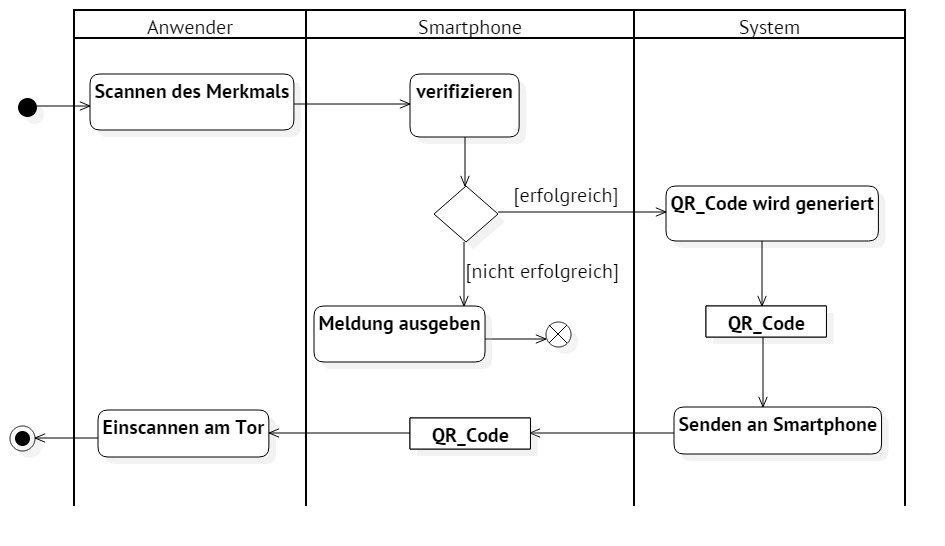 Anwender
Smartphone
System
Scannen des Merkmals
verifizieren
[erfolgreich]
QR_Code wird generiert
[nicht erfolgreich]
Meldung ausgeben
QR_Code
Einscannen am Tor
QR_Code
Senden an Smartphone